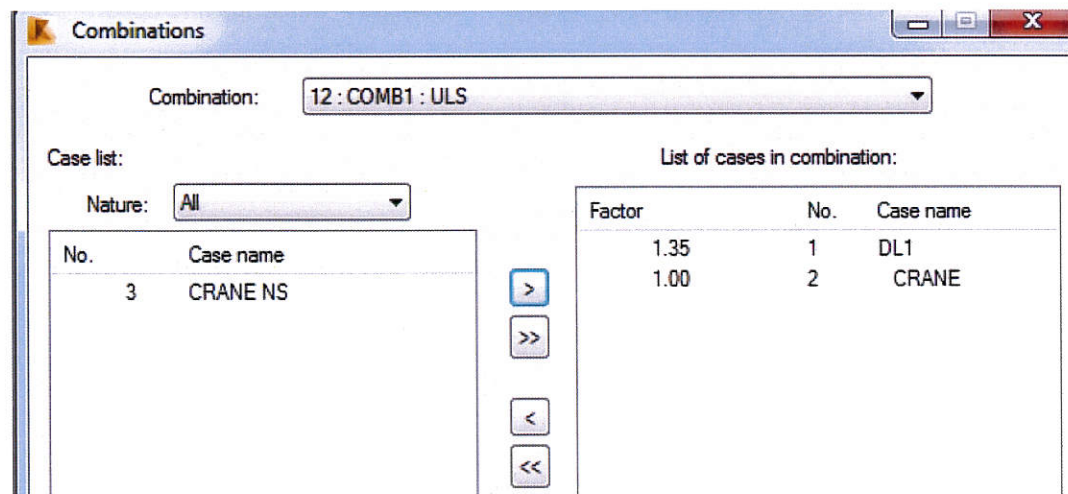 Combinations
Combination: 12 : COMB1 : ULS
Case list:
Nature: All
No. Case name
3 CRANE NS
>
>>
<
<<
List of cases in combination:
Factor No. Case name
1.35 1 DL1
1.00 2 CRANE